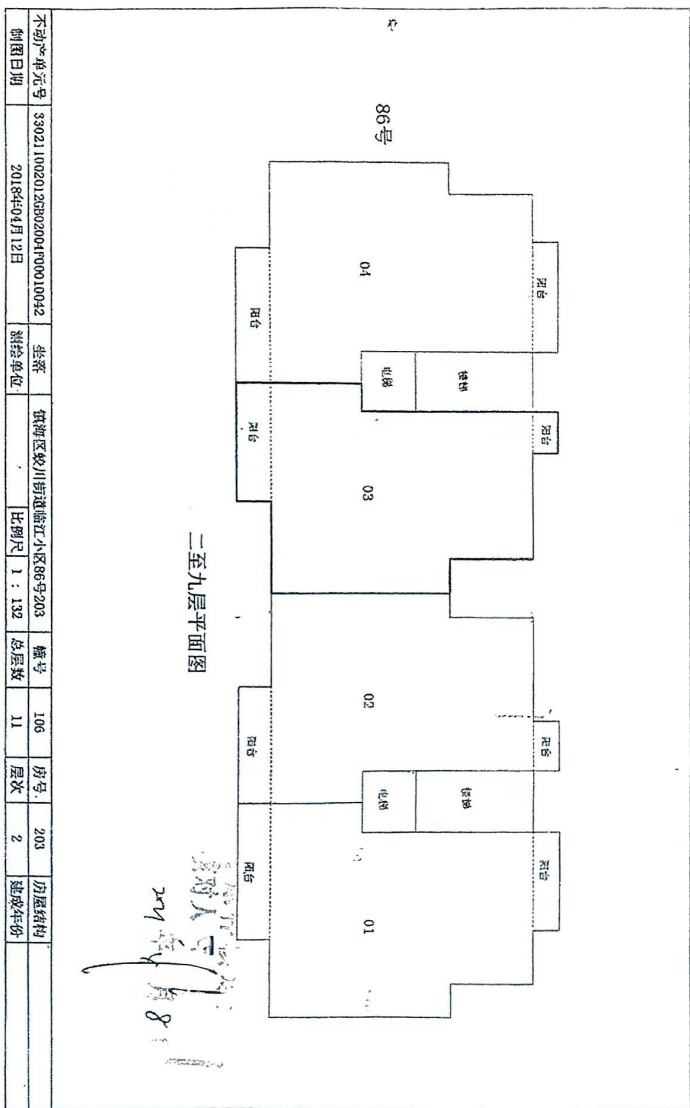 86号
阳台 阳台 阳台 阳台
楼梯 楼梯
电梯 电梯
04 03 02 01
阳台 阳台 阳台 阳台
二至九层平面图
核对人
8
不动产单元号 330211002012GB02004F00010042 坐落 镇海区蛟川街道临江小区86号203 幢号 106 房号 203 房屋结构
制图日期 2018年04月12日 测绘单位 比例尺 1:132 总层数 11 层次 2 建成年份